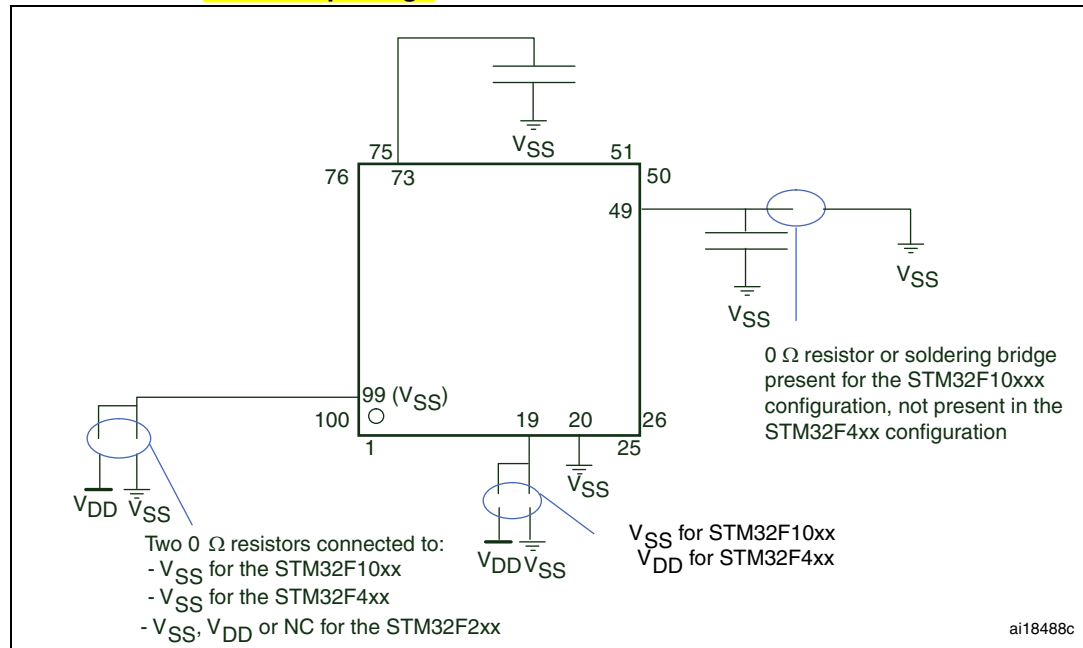 VSS
75
51
76
73
50
49
VSS
VSS
0 Ω resistor or soldering bridge
present for the STM32F10xxx
configuration, not present in the
STM32F4xx configuration
99 (VSS)
100
19
20
26
1
25
VDD VSS
VSS
Two 0 Ω resistors connected to:
- VSS for the STM32F10xx
- VSS for the STM32F4xx
- VSS, VDD or NC for the STM32F2xx
VDD VSS
VSS for STM32F10xx
VDD for STM32F4xx
ai18488c